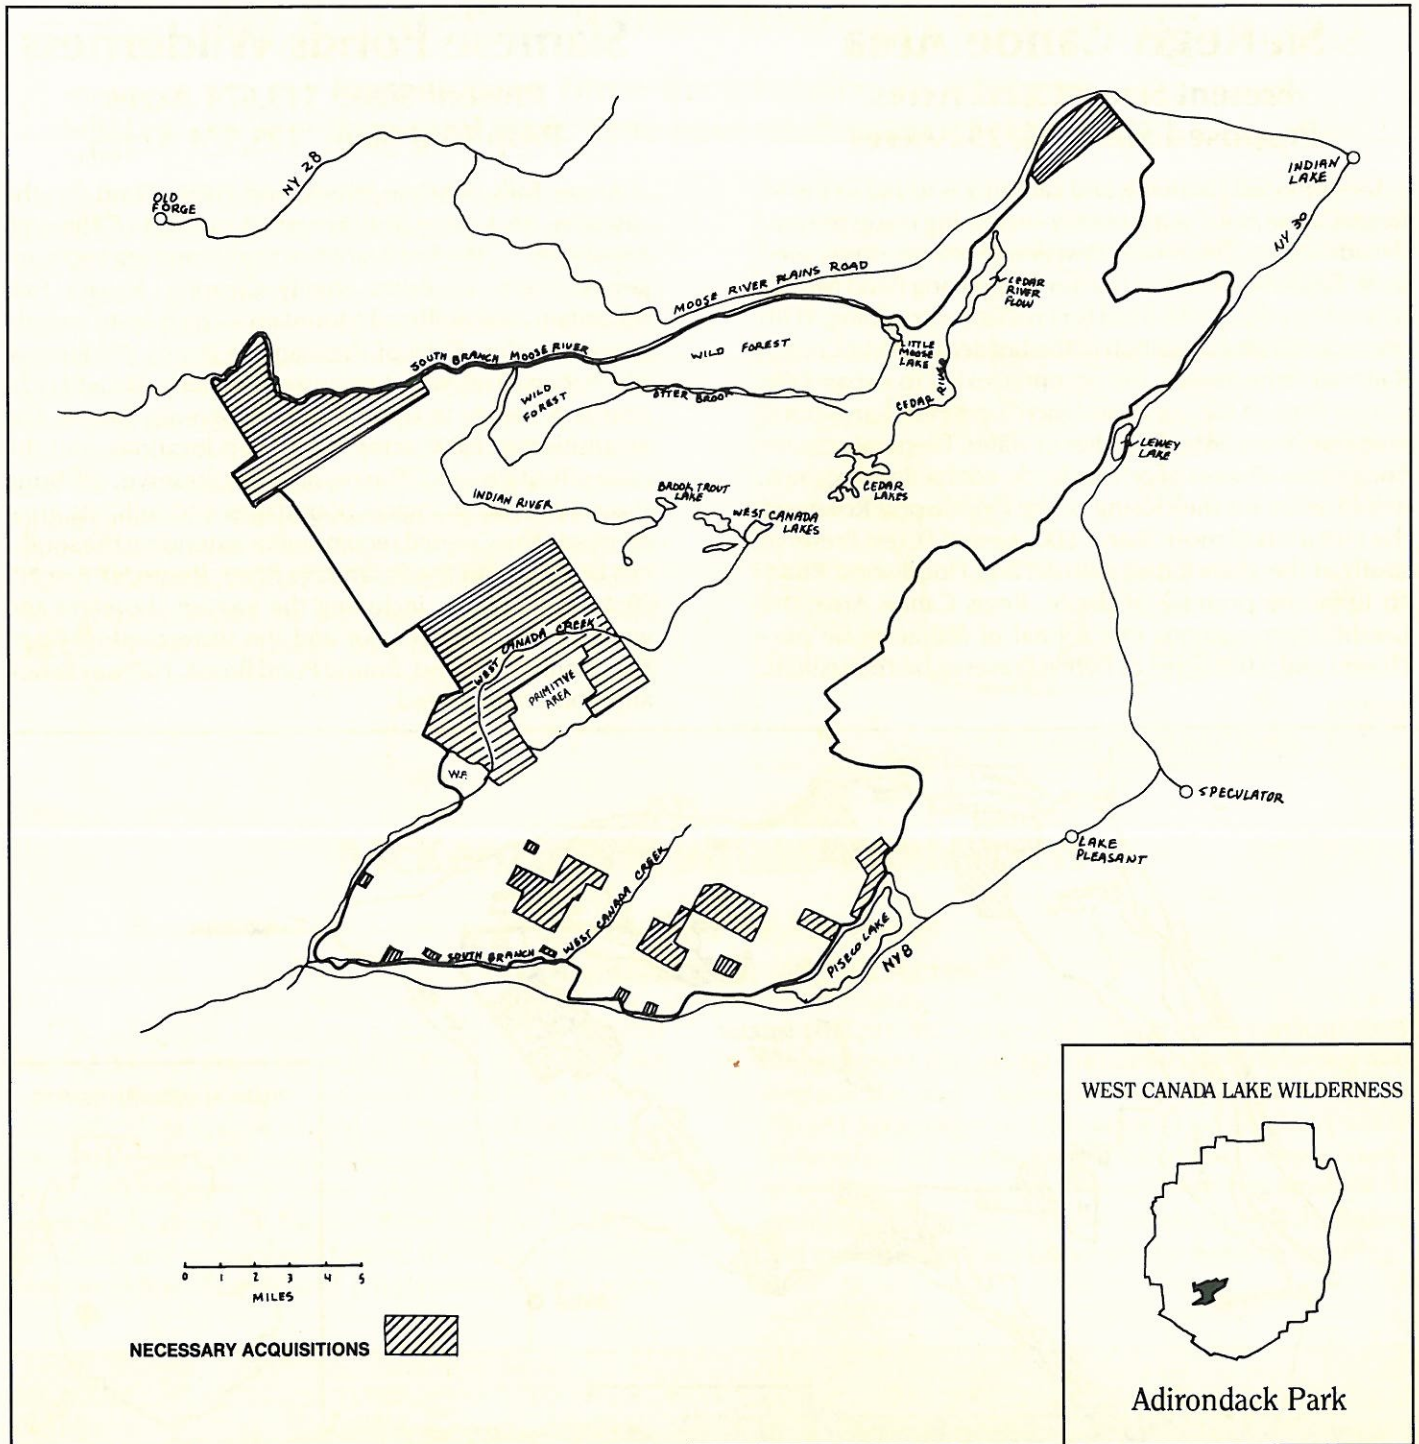 NY 28
OLD
FORGE
INDIAN
LAKE
NY 30
MOOSE RIVER PLAINS ROAD
CEDAR
RIVER
FLOW
SOUTH BRANCH MOOSE RIVER
WILD FOREST
LITTLE
MOOSE
LAKE
WILD
FOREST
OTTER BROOK
CEDAR RIVER
LEWEY
LAKE
INDIAN RIVER
BROOK TROUT
LAKE
CEDAR
LAKES
WEST CANADA
LAKES
WEST CANADA CREEK
PRIMITIVE
AREA
W.F.
SPECULATOR
LAKE
PLEASANT
SOUTH BRANCH WEST CANADA CREEK
PISECO LAKE
NY 8
WEST CANADA LAKE WILDERNESS
Adirondack Park
0 1 2 3 4 5
MILES
NECESSARY ACQUISITIONS